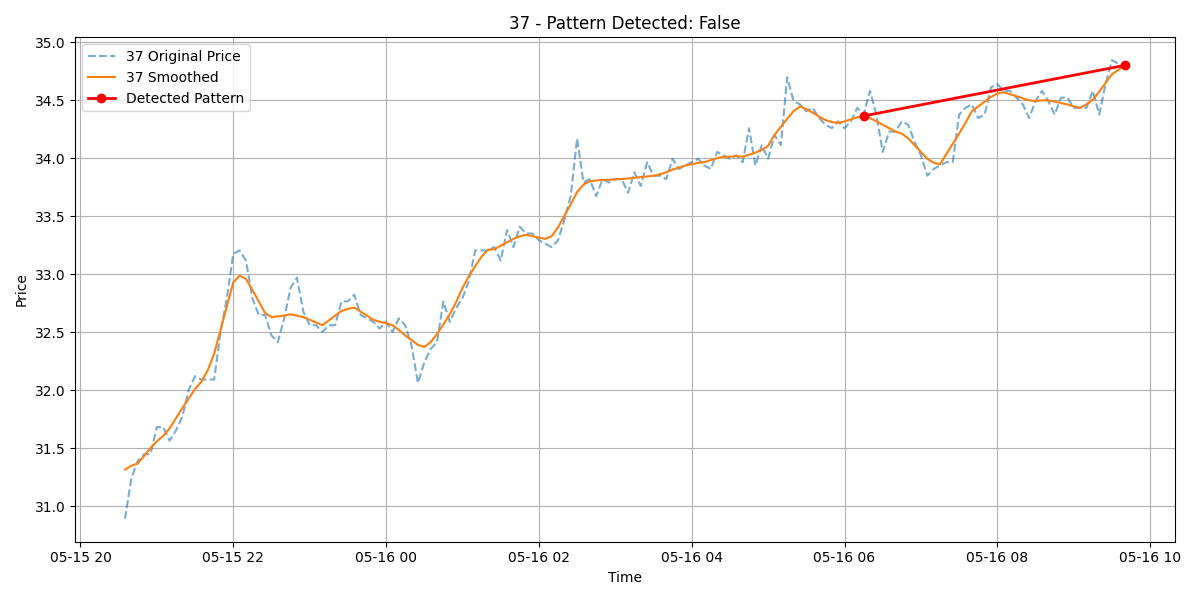 37 - Pattern Detected: False
37 Original Price
37 Smoothed
Detected Pattern
Price
35.0
34.5
34.0
33.5
33.0
32.5
32.0
31.5
31.0
05-15 20
05-15 22
05-16 00
05-16 02
05-16 04
05-16 06
05-16 08
05-16 10
Time